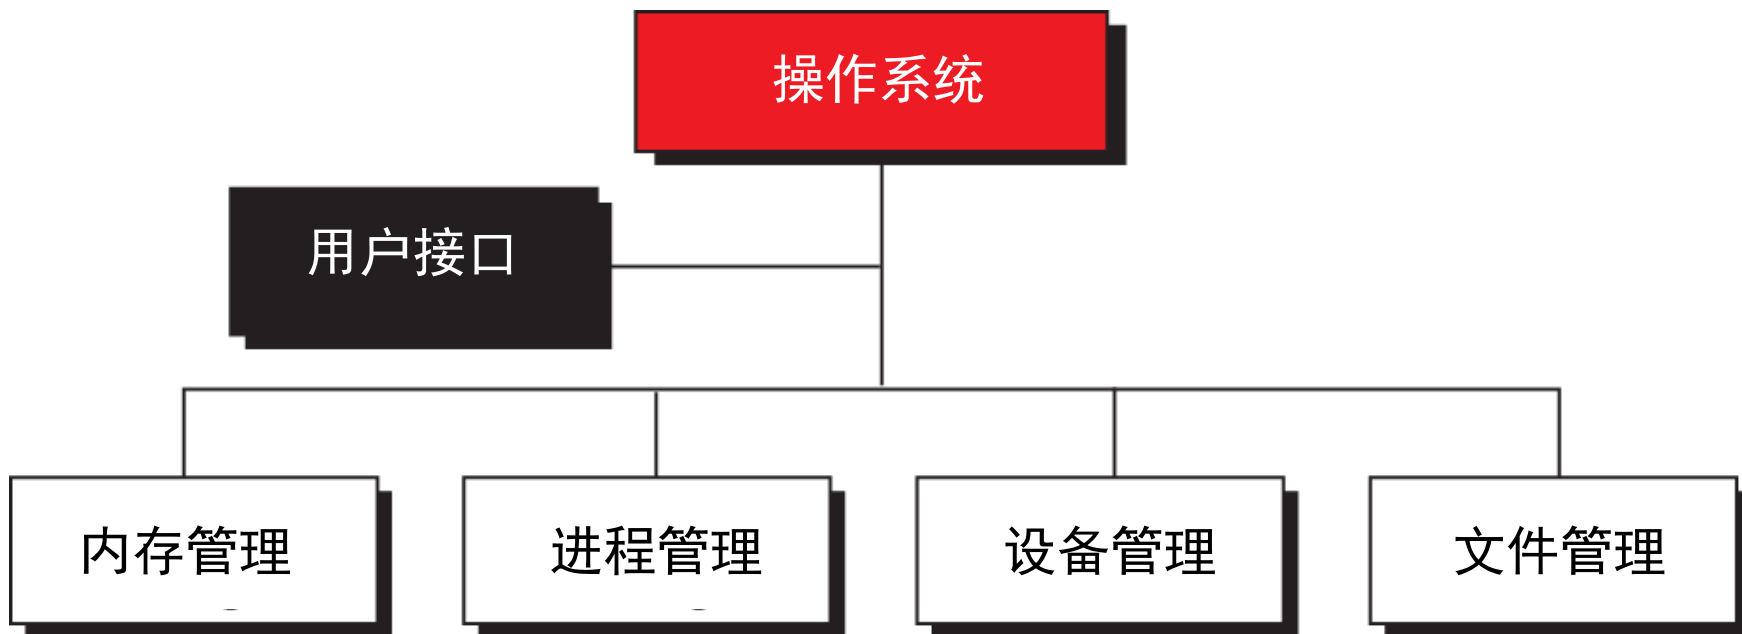 操作系统
用户接口
内存管理
进程管理
设备管理
文件管理